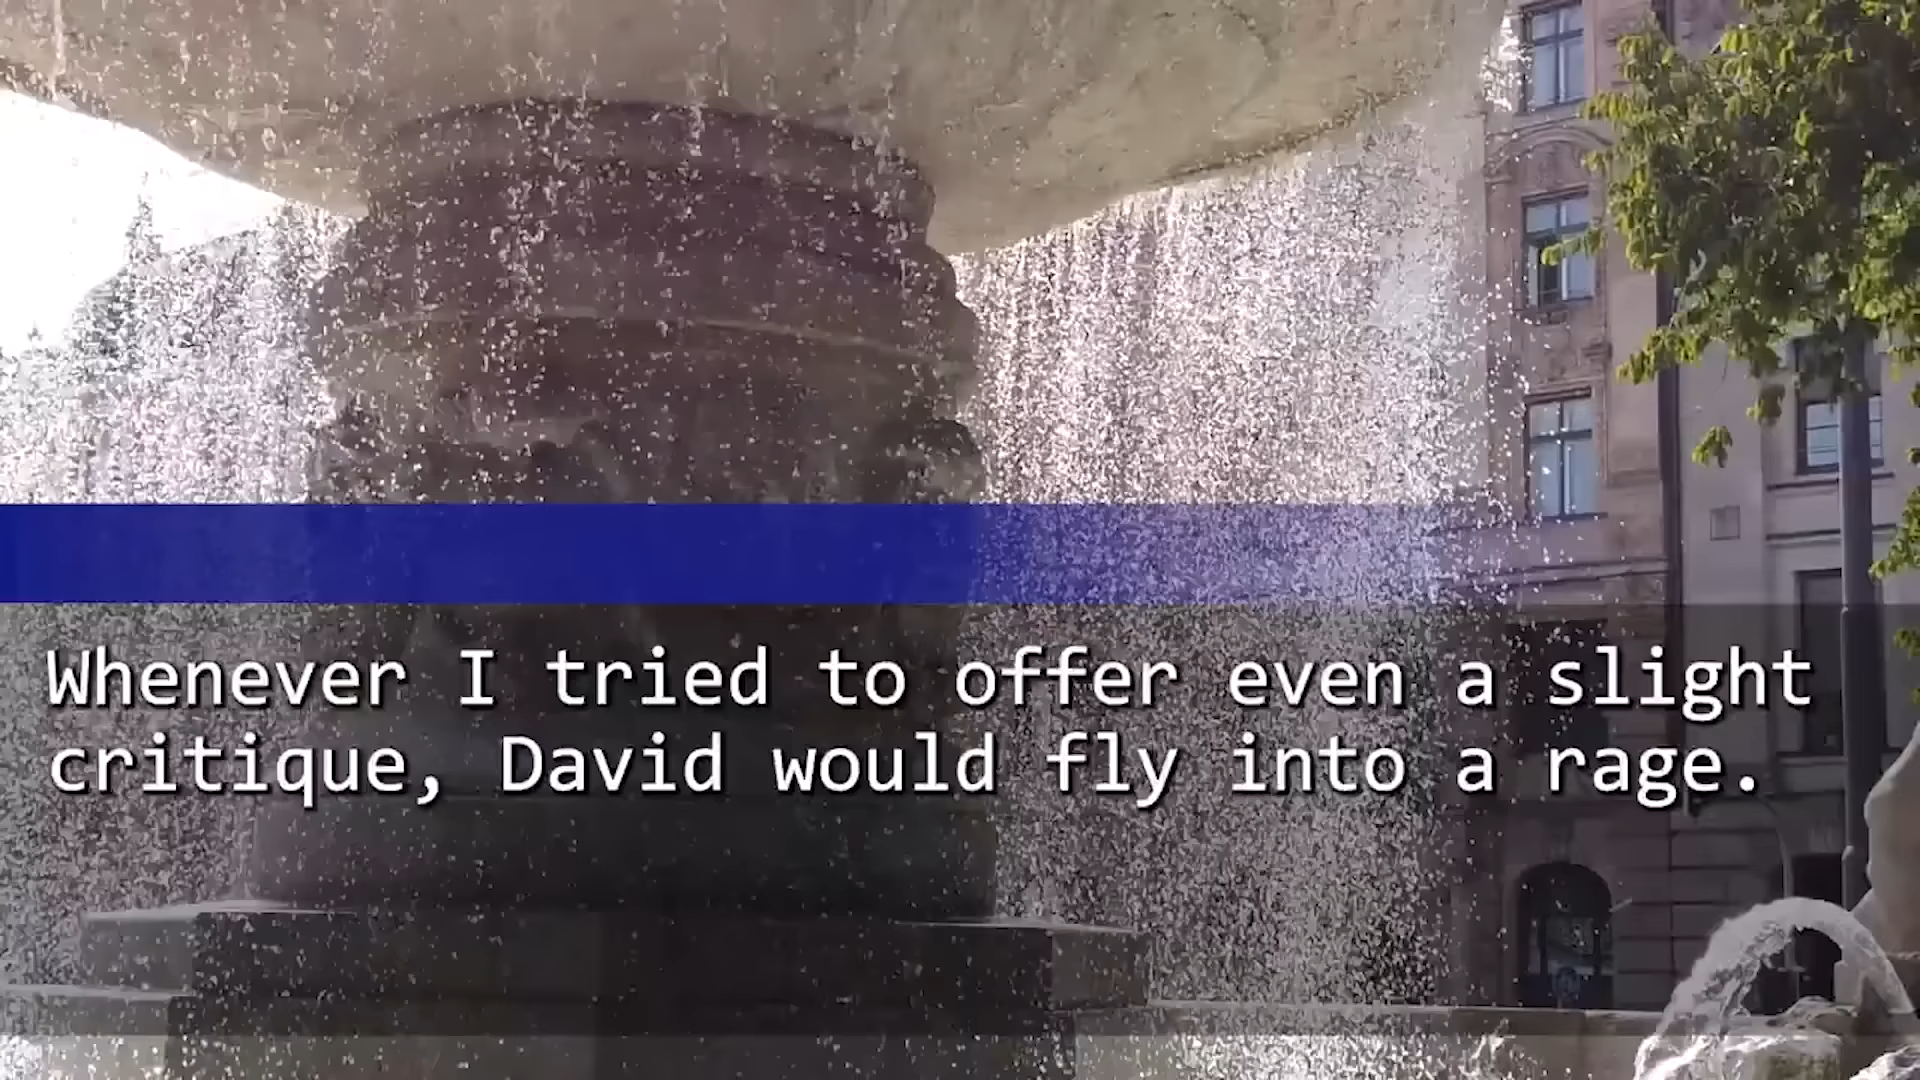 Whenever I tried to offer even a slight
critique, David would fly into a rage.